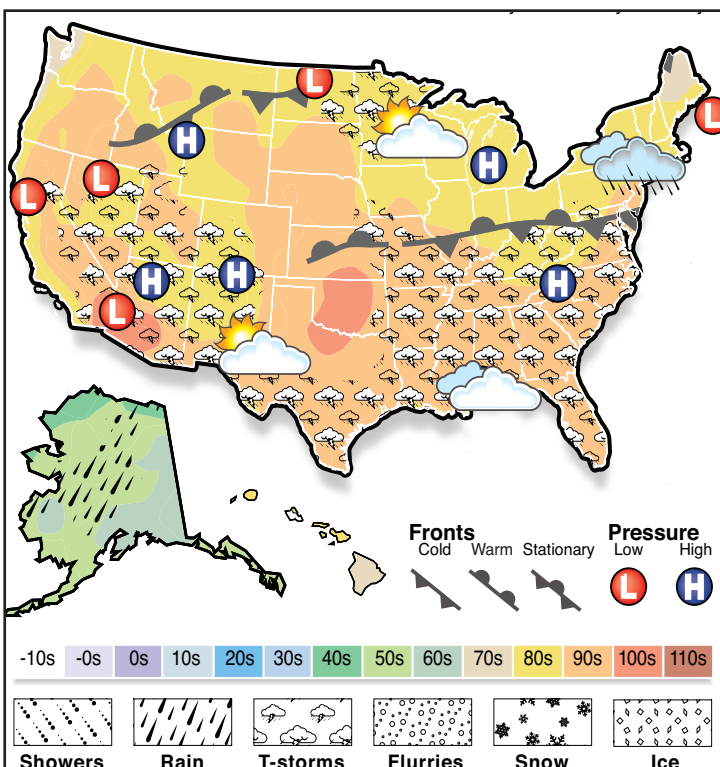 L
L
H
H
L
L
H
H
H
L
Fronts
Pressure
Cold Warm Stationary
Low High
L H
-10s -0s 0s 10s 20s 30s 40s 50s 60s 70s 80s 90s 100s 110s
Showers Rain T-storms Flurries Snow Ice